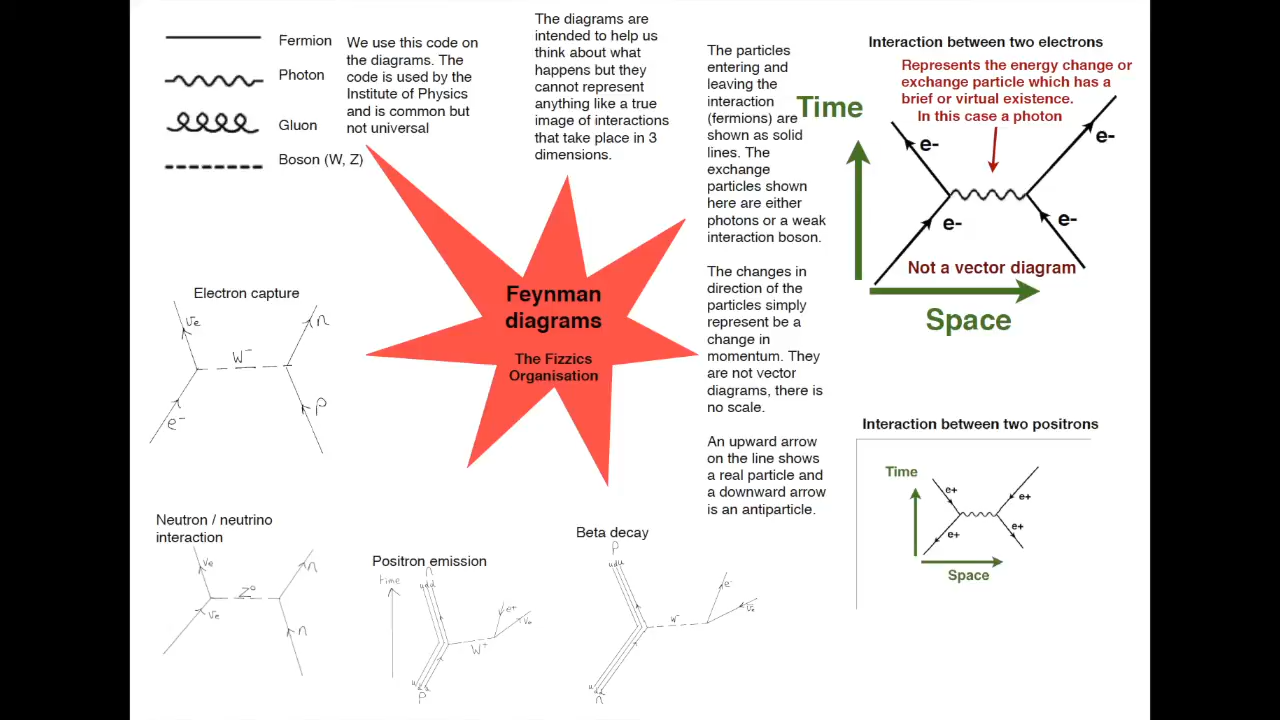 Fermion
Photon
Gluon
Boson (W, Z)
We use this code on
the diagrams. The
code is used by the
Institute of Physics
and is common but
not universal
The diagrams are
intended to help us
think about what
happens but they
cannot represent
anything like a true
image of interactions
that take place in 3
dimensions.
The particles
entering and
leaving the
interaction
(fermions) are
shown as solid
lines. The
exchange
particles shown
here are either
photons or a weak
interaction boson.
The changes in
direction of the
particles simply
represent be a
change in
momentum. They
are not vector
diagrams, there is
no scale.
An upward arrow
on the line shows
a real particle and
a downward arrow
is an antiparticle.
Interaction between two electrons
Represents the energy change or
exchange particle which has a
brief or virtual existence.
In this case a photon
Time
e-
e-
e-
e-
Not a vector diagram
Space
Feynman
diagrams
The Fizzics
Organisation
Electron capture
νe
n
W-
e-
p
Interaction between two positrons
Time
e+
e+
e+
e+
Space
Neutron / neutrino
interaction
νe
n
Z0
νe
n
Positron emission
time
n
udd
e+
νe
W+
P
Beta decay
P
udu
e-
W-
n